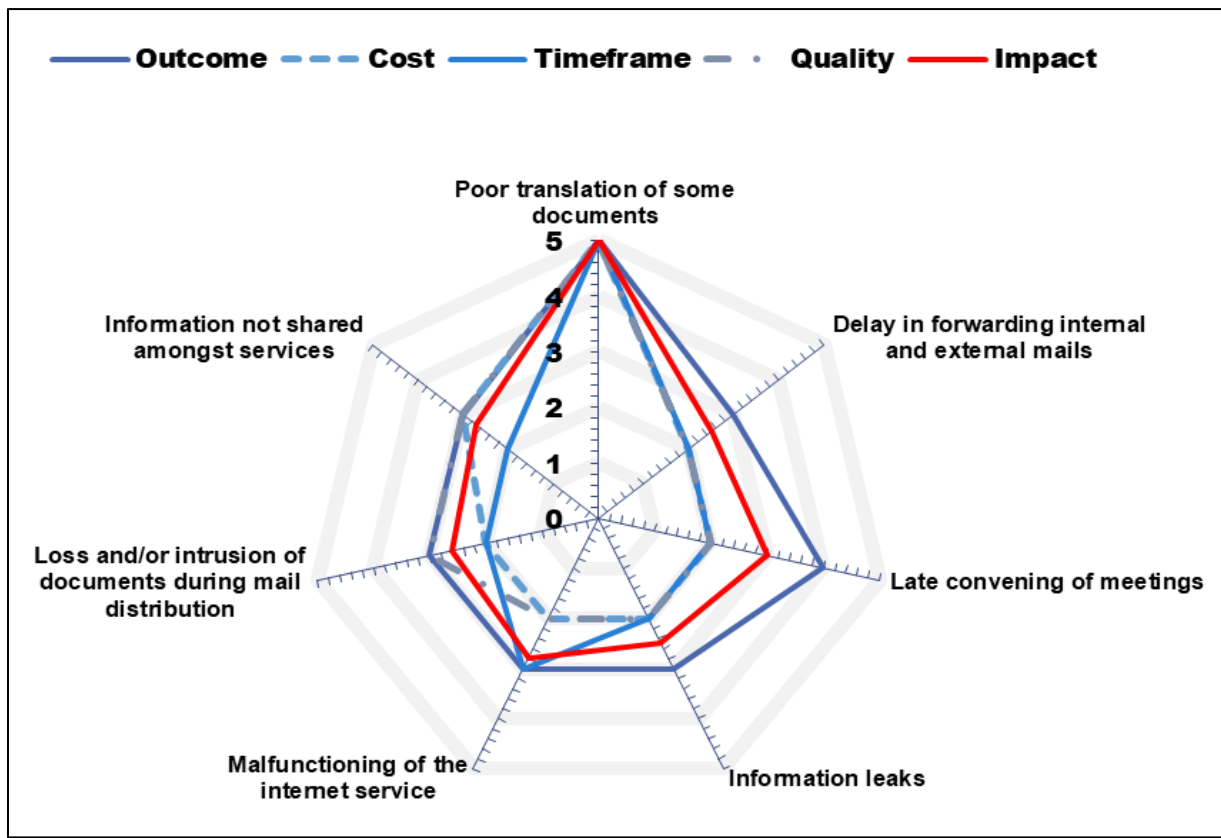 Outcome Cost Timeframe Quality Impact
Poor translation of some
documents
5
4
3
2
1
0
Delay in forwarding internal
and external mails
Late convening of meetings
Information leaks
Malfunctioning of the
internet service
Loss and/or intrusion of
documents during mail
distribution
Information not shared
amongst services